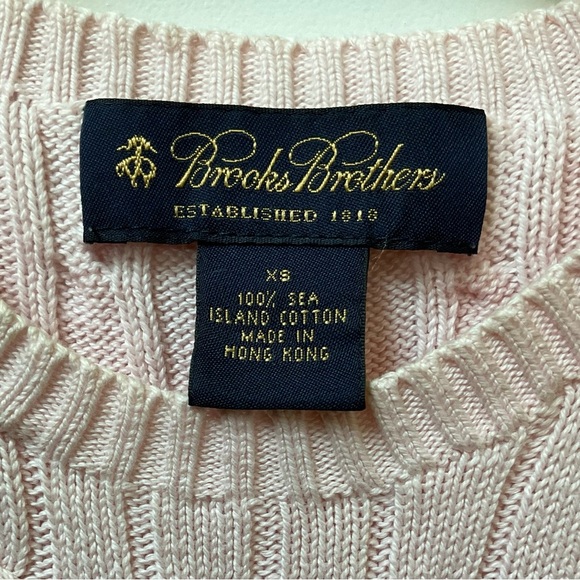 Brooks Brothers
ESTABLISHED 1818
XS
100% SEA
ISLAND COTTON
MADE IN
HONG KONG